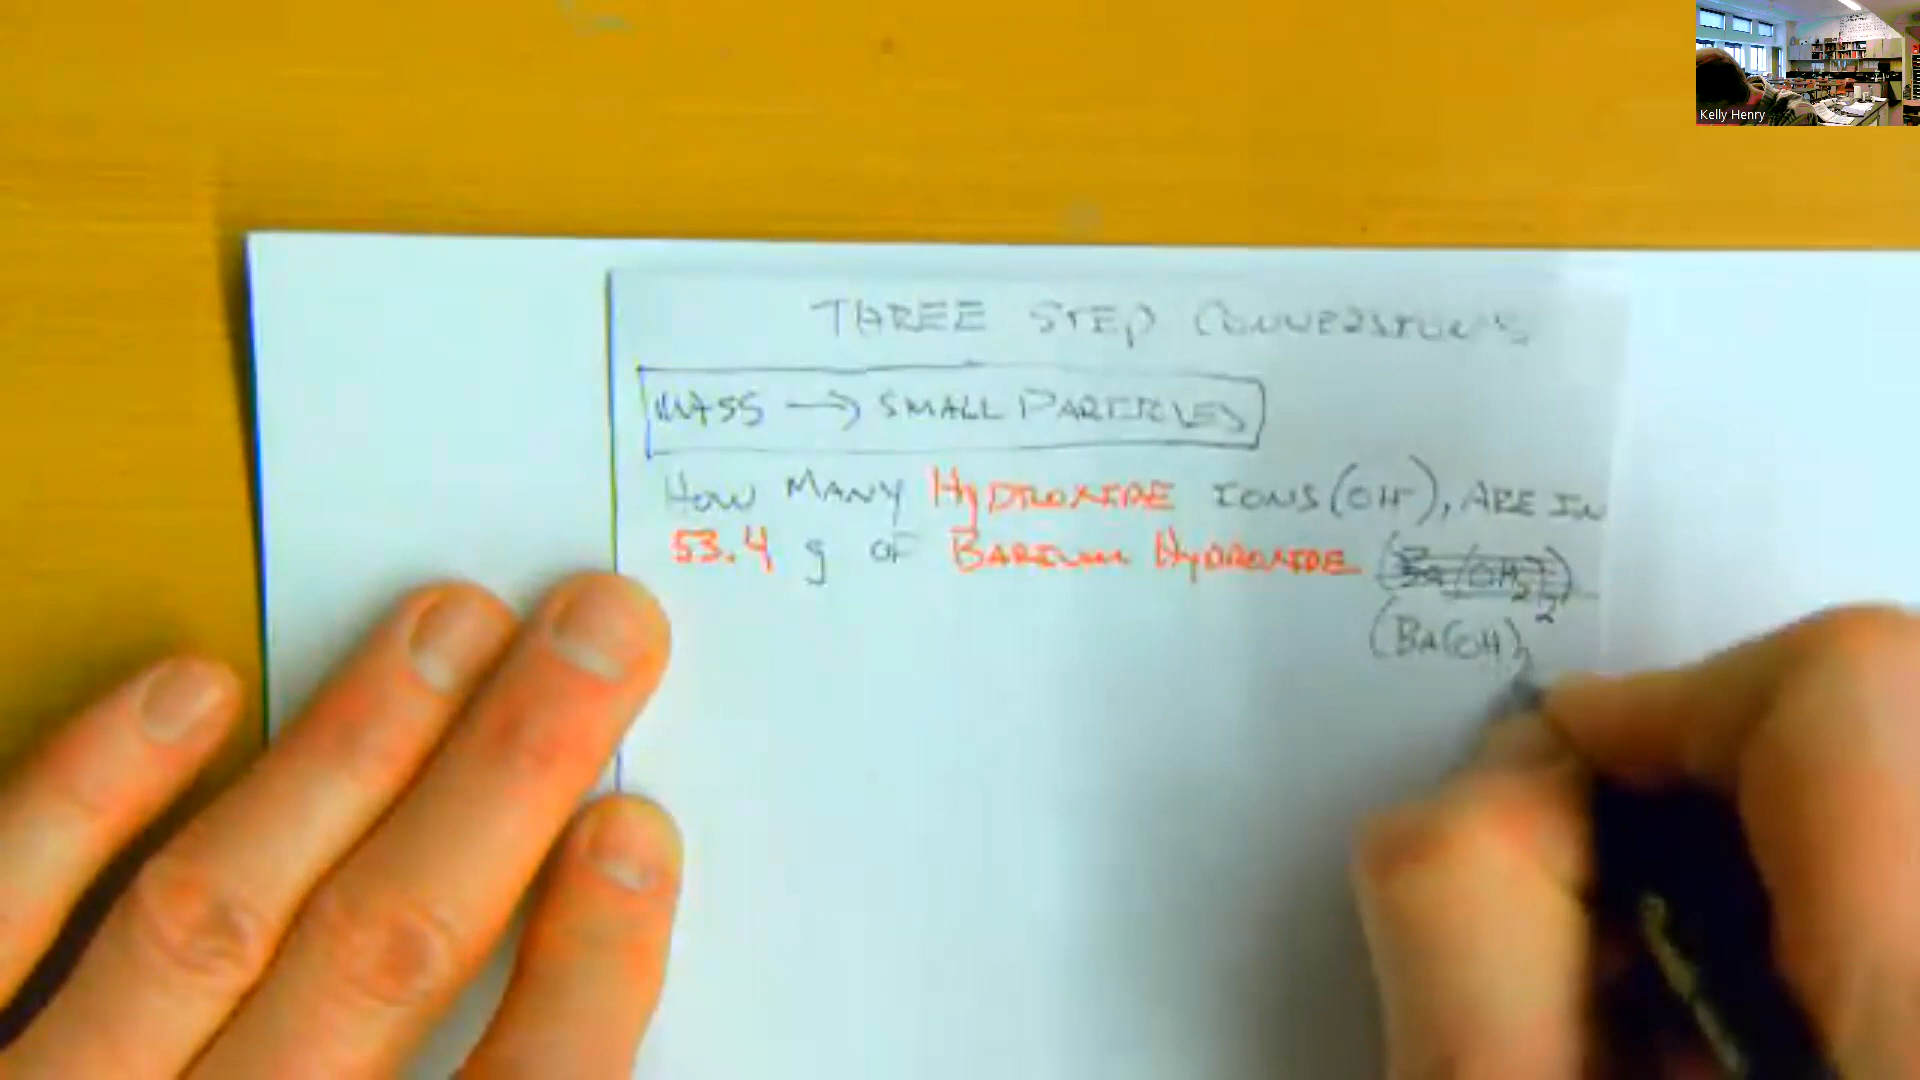 Kelly Henry
THREE STEP CONVERSIONS
MASS → SMALL PARTICLES
HOW MANY HYDROXIDE IONS (OH⁻), ARE IN
53.4 g OF BARIUM HYDROXIDE
(BA(OH)2